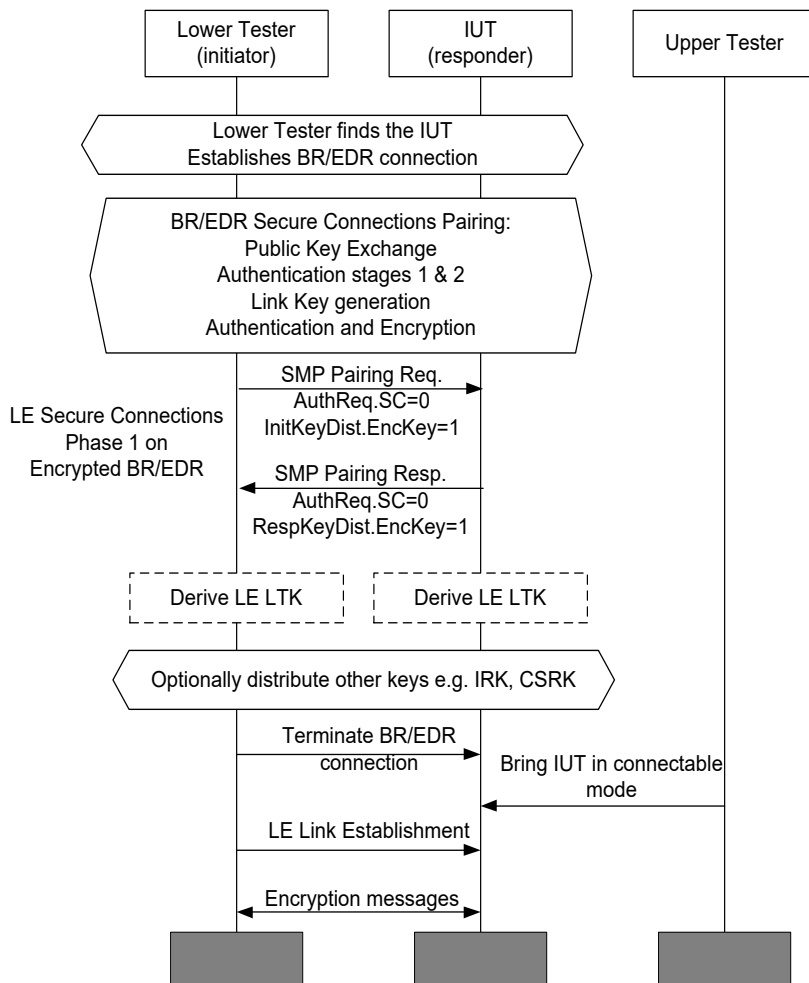 Lower Tester
(initiator)
IUT
(responder)
Upper Tester
Lower Tester finds the IUT
Establishes BR/EDR connection
BR/EDR Secure Connections Pairing:
Public Key Exchange
Authentication stages 1 & 2
Link Key generation
Authentication and Encryption
SMP Pairing Req.
AuthReq.SC=0
InitKeyDist.EncKey=1
LE Secure Connections
Phase 1 on
Encrypted BR/EDR
SMP Pairing Resp.
AuthReq.SC=0
RespKeyDist.EncKey=1
Derive LE LTK
Derive LE LTK
Optionally distribute other keys e.g. IRK, CSRK
Terminate BR/EDR
connection
Bring IUT in connectable
mode
LE Link Establishment
Encryption messages